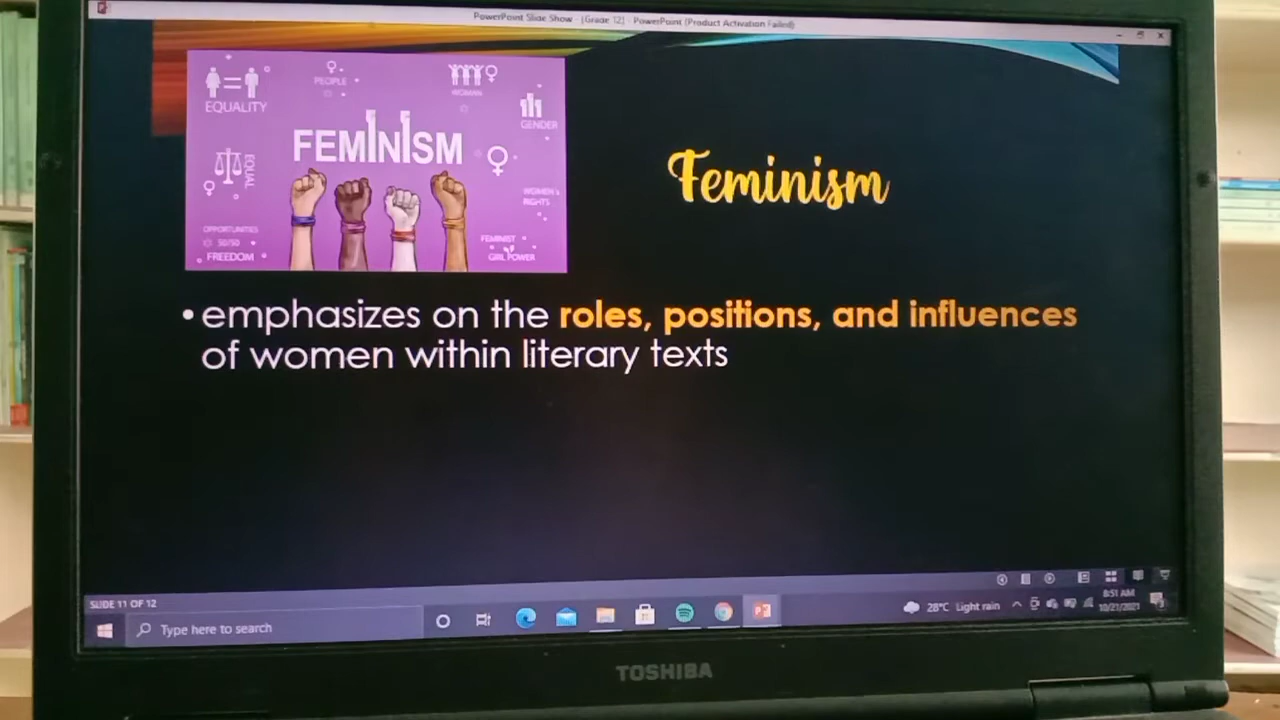 PowerPoint Slide Show - [Grade 12] - PowerPoint (Product Activation Failed)
EQUALITY
PEOPLE
WOMAN
GENDER
FEMINISM
EQUAL
WOMEN's
RIGHTS
OPPORTUNITIES
50/50
FREEDOM
FEMINIST
GIRL POWER
Feminism
• emphasizes on the roles, positions, and influences
of women within literary texts
SLIDE 11 OF 12
Type here to search
28°C Light rain
8:51 AM
10/21/2021
TOSHIBA